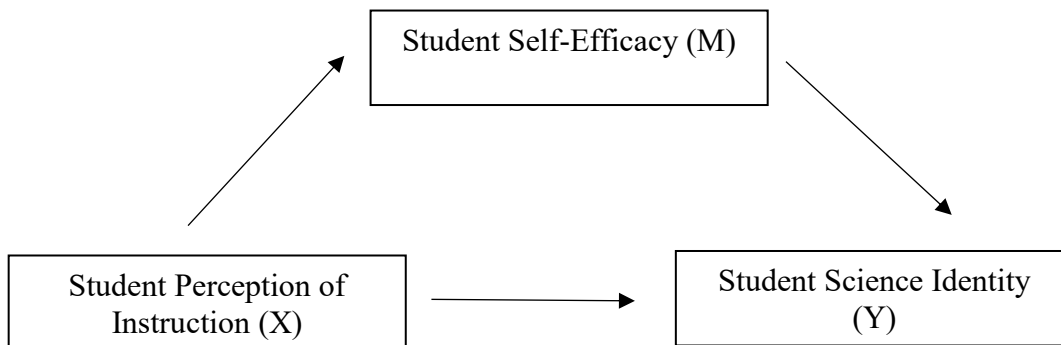 Student Self-Efficacy (M)
Student Perception of
Instruction (X)
Student Science Identity
(Y)